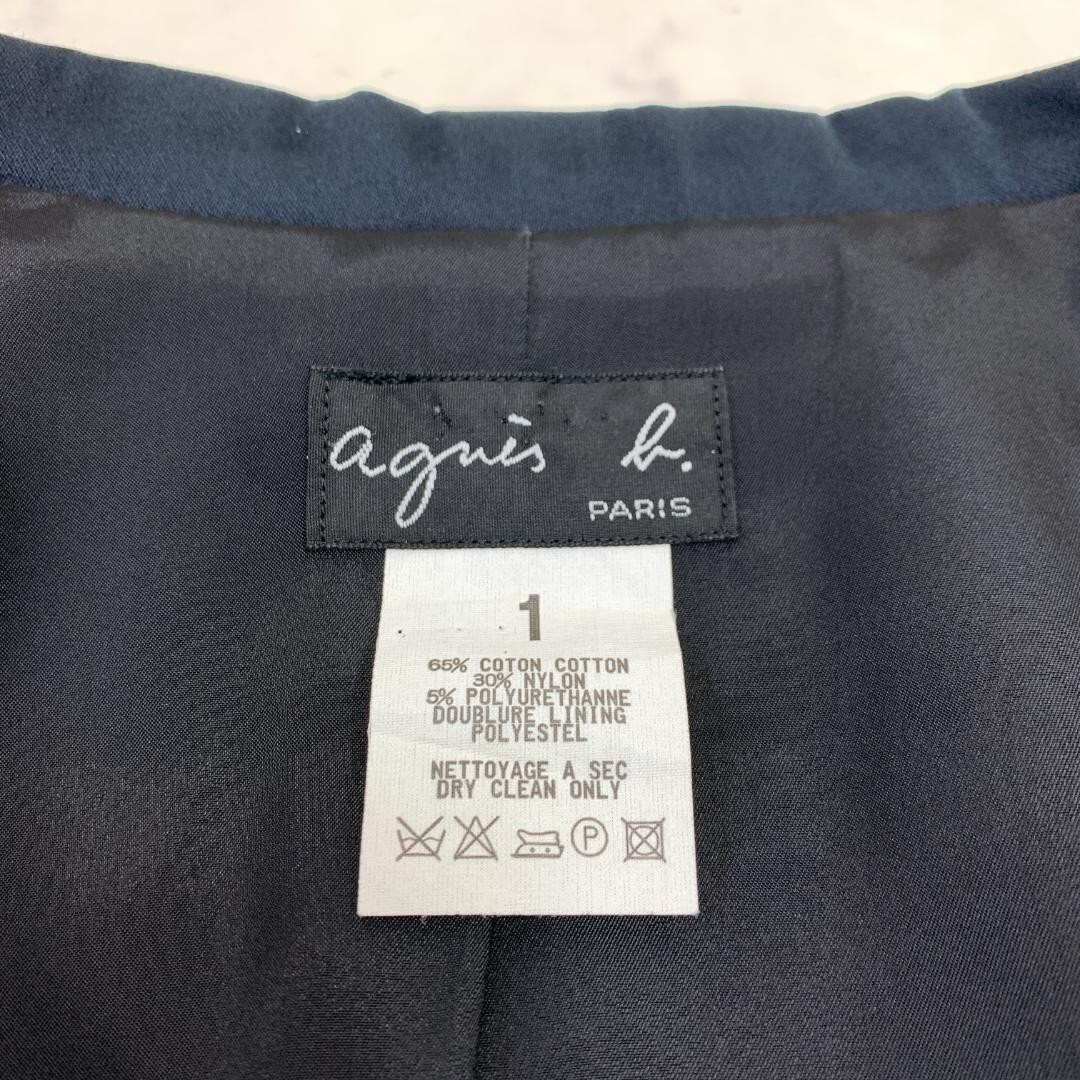 agnès b.
PARIS
1
65% COTON COTTON
30% NYLON
5% POLYURETHANNE
DOUBLURE LINING
POLYESTEL
NETTOYAGE A SEC
DRY CLEAN ONLY
P